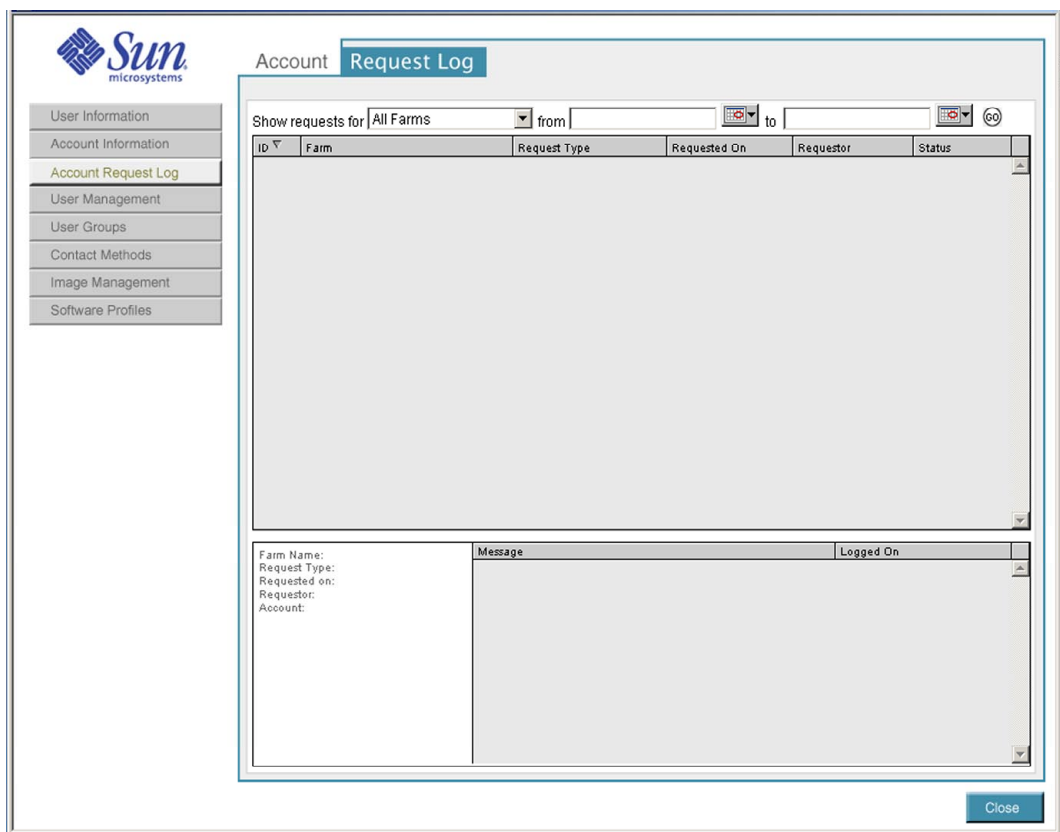 Sun
microsystems
Account Request Log
User Information
Account Information
Account Request Log
User Management
User Groups
Contact Methods
Image Management
Software Profiles
Show requests for All Farms from to GO
ID Farm Request Type Requested On Requestor Status
Farm Name:
Request Type:
Requested on:
Requestor:
Account:
Message Logged On
Close